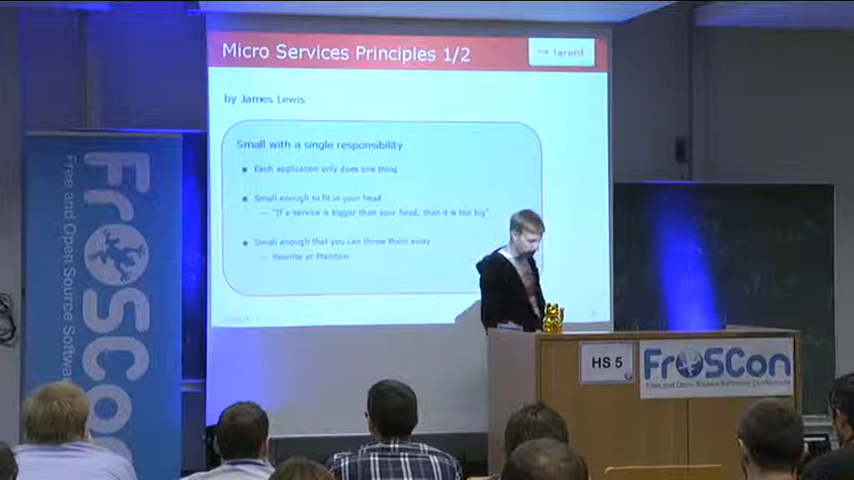 Micro Services Principles 1/2
tarent
by James Lewis
Small with a single responsibility
Each application only does one thing
Small enough to fit in your head
— "If a service is bigger than your head, then it is too big"
Small enough that you can throw them away
— Rewrite or Maintain
FrOSCon
Free and Open Source Softwa
HS 5
FrOSCon
Free and Open Source Software Conference